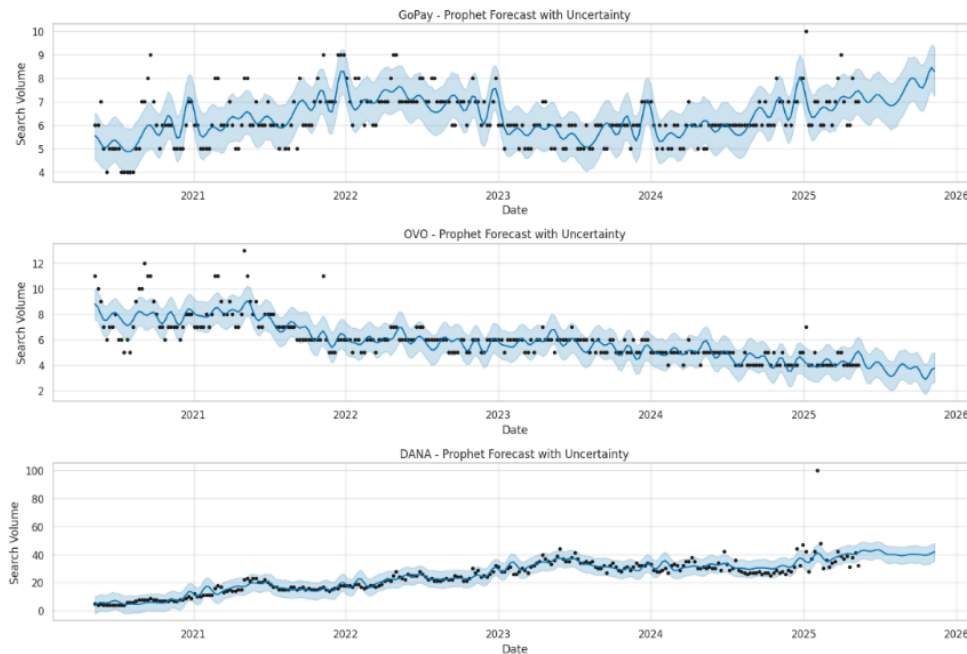 GoPay - Prophet Forecast with Uncertainty
10
9
8
7
6
5
4
Search Volume
2021 2022 2023 2024 2025 2026
Date
OVO - Prophet Forecast with Uncertainty
12
10
8
6
4
2
Search Volume
2021 2022 2023 2024 2025 2026
Date
DANA - Prophet Forecast with Uncertainty
100
80
60
40
20
0
Search Volume
2021 2022 2023 2024 2025 2026
Date